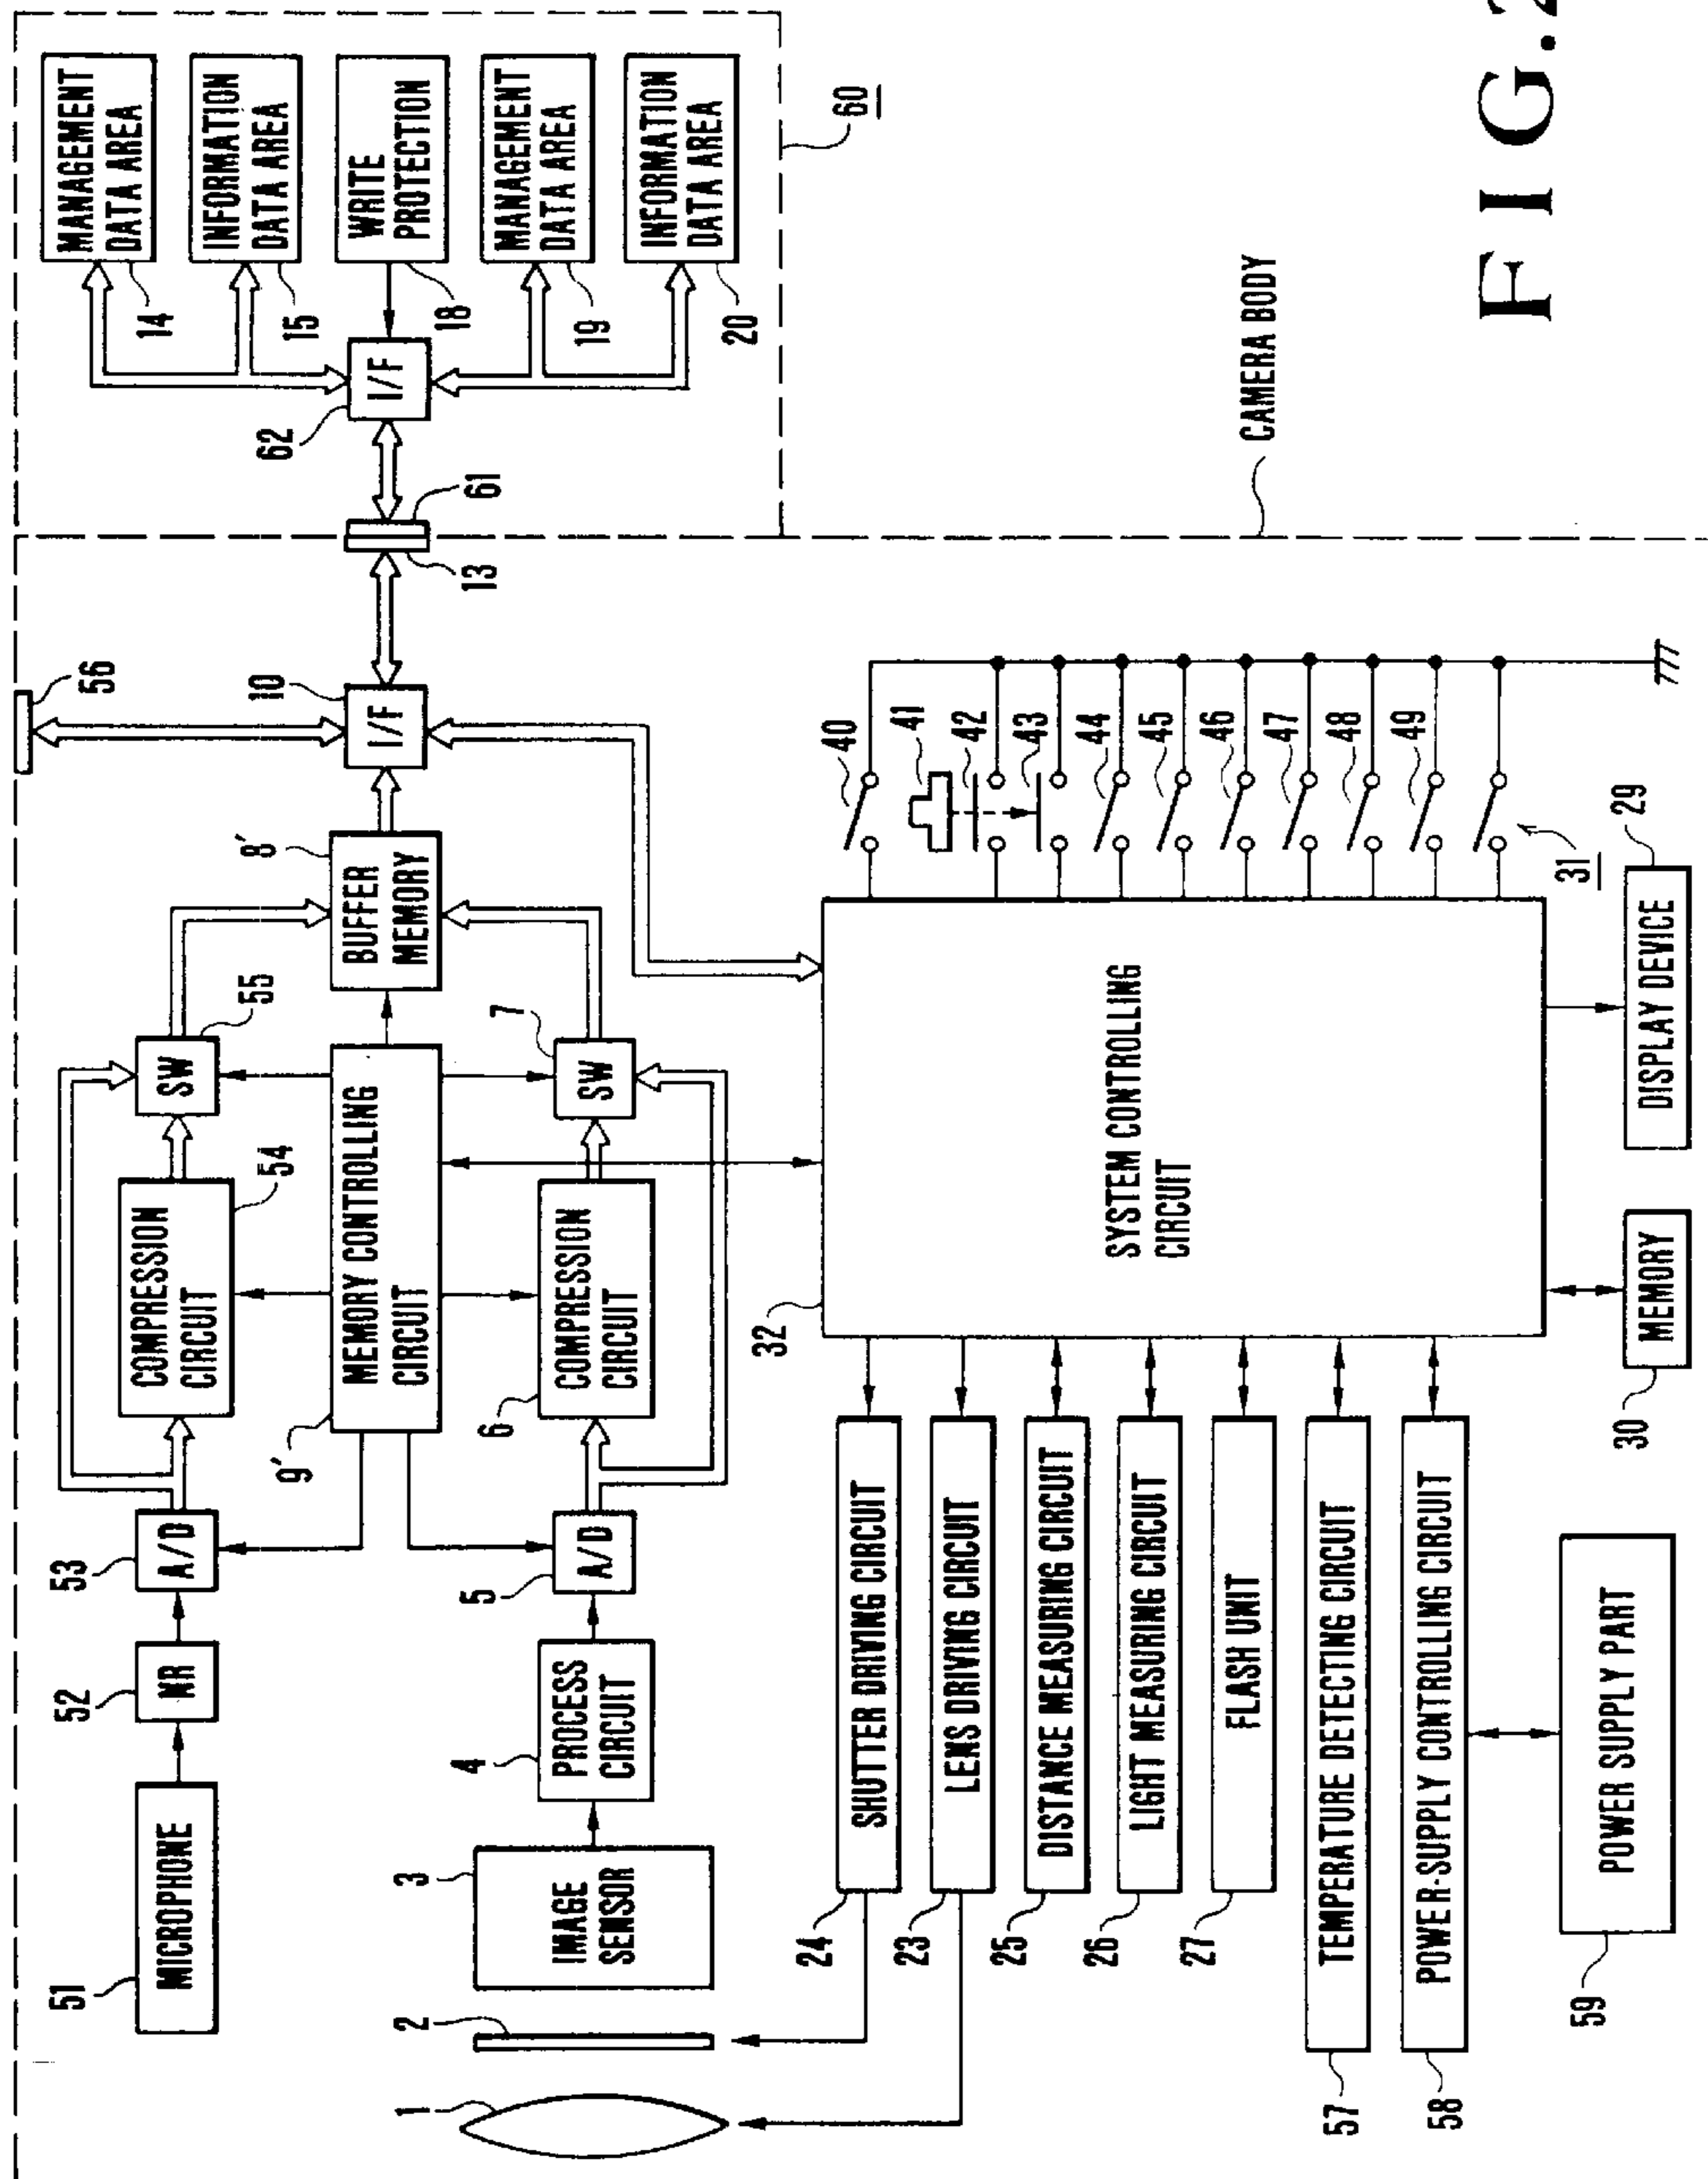 MANAGEMENT
DATA AREA
14
INFORMATION
DATA AREA
15
WRITE
PROTECTION
18
MANAGEMENT
DATA AREA
19
INFORMATION
DATA AREA
20
I/F
62
60
61
13
CAMERA BODY
56
10
I/F
8'
BUFFER
MEMORY
51
MICROPHONE
52
NR
53
A/D
54
COMPRESSION
CIRCUIT
55
SW
9'
MEMORY CONTROLLING
CIRCUIT
1
2
3
IMAGE
SENSOR
4
PROCESS
CIRCUIT
5
A/D
6
COMPRESSION
CIRCUIT
7
SW
32
SYSTEM CONTROLLING
CIRCUIT
40
41
42
43
44
45
46
47
48
49
31
24
SHUTTER DRIVING CIRCUIT
23
LENS DRIVING CIRCUIT
25
DISTANCE MEASURING CIRCUIT
26
LIGHT MEASURING CIRCUIT
27
FLASH UNIT
57
TEMPERATURE DETECTING CIRCUIT
58
POWER-SUPPLY CONTROLLING CIRCUIT
59
POWER SUPPLY PART
30
MEMORY
29
DISPLAY DEVICE
FIG.2